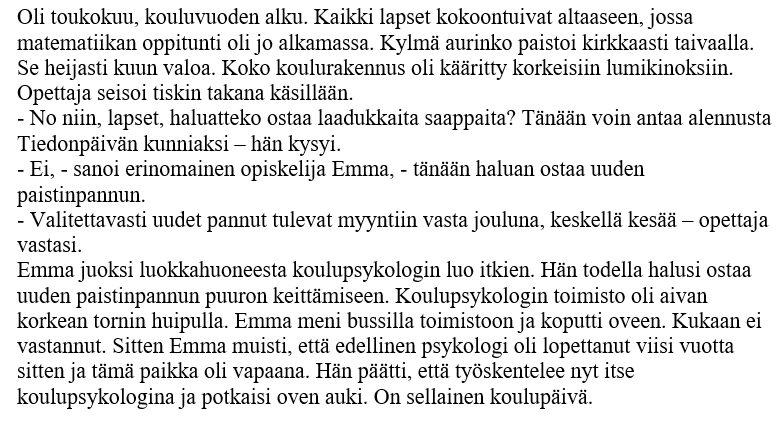 Oli toukokuu, kouluvuoden alku. Kaikki lapset kokoontuivat altaaseen, jossa
matematiikan oppitunti oli jo alkamassa. Kylmä aurinko paistoi kirkkaasti taivaalla.
Se heijasti kuun valoa. Koko koulurakennus oli kääritty korkeisiin lumikinoksiin.
Opettaja seisoi tiskin takana käsillään.
- No niin, lapset, haluatteko ostaa laadukkaita saappaita? Tänään voin antaa alennusta
Tiedonpäivän kunniaksi – hän kysyi.
- Ei, - sanoi erinomainen opiskelija Emma, - tänään haluan ostaa uuden
paistinpannun.
- Valitettavasti uudet pannut tulevat myyntiin vasta jouluna, keskellä kesää – opettaja
vastasi.
Emma juoksi luokkahuoneesta koulupsykologin luo itkien. Hän todella halusi ostaa
uuden paistinpannun puuron keittämiseen. Koulupsykologin toimisto oli aivan
korkean tornin huipulla. Emma meni bussilla toimistoon ja koputti oveen. Kukaan ei
vastannut. Sitten Emma muisti, että edellinen psykologi oli lopettanut viisi vuotta
sitten ja tämä paikka oli vapaana. Hän päätti, että työskentelee nyt itse
koulupsykologina ja potkaisi oven auki. On sellainen koulupäivä.